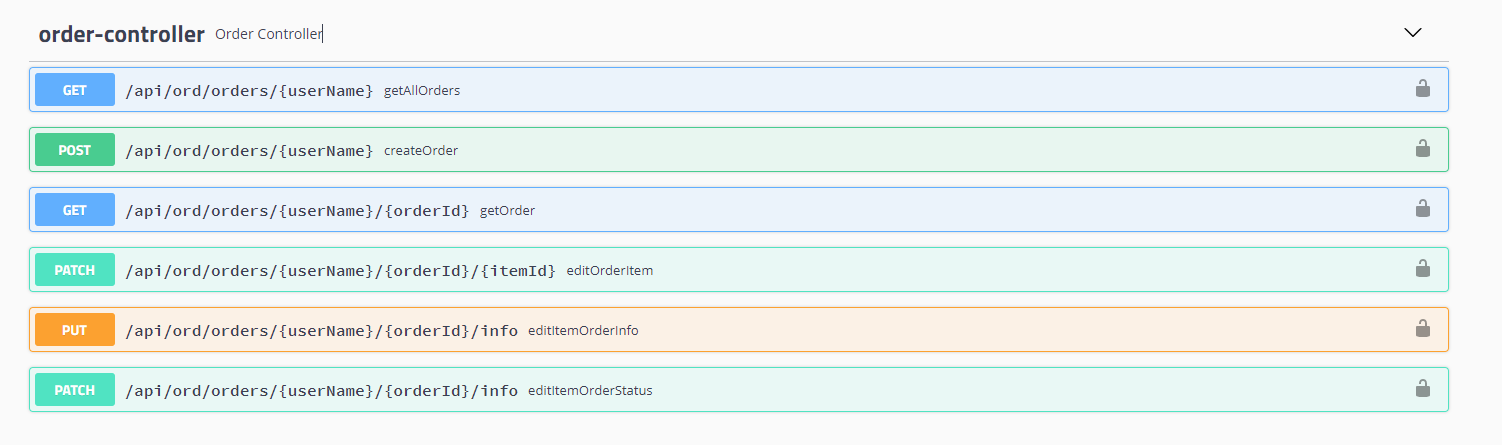 order-controller Order Controller
GET /api/ord/orders/{userName} getAllOrders
POST /api/ord/orders/{userName} createOrder
GET /api/ord/orders/{userName}/{orderId} getOrder
PATCH /api/ord/orders/{userName}/{orderId}/{itemId} editOrderItem
PUT /api/ord/orders/{userName}/{orderId}/info editItemOrderInfo
PATCH /api/ord/orders/{userName}/{orderId}/info editItemOrderStatus